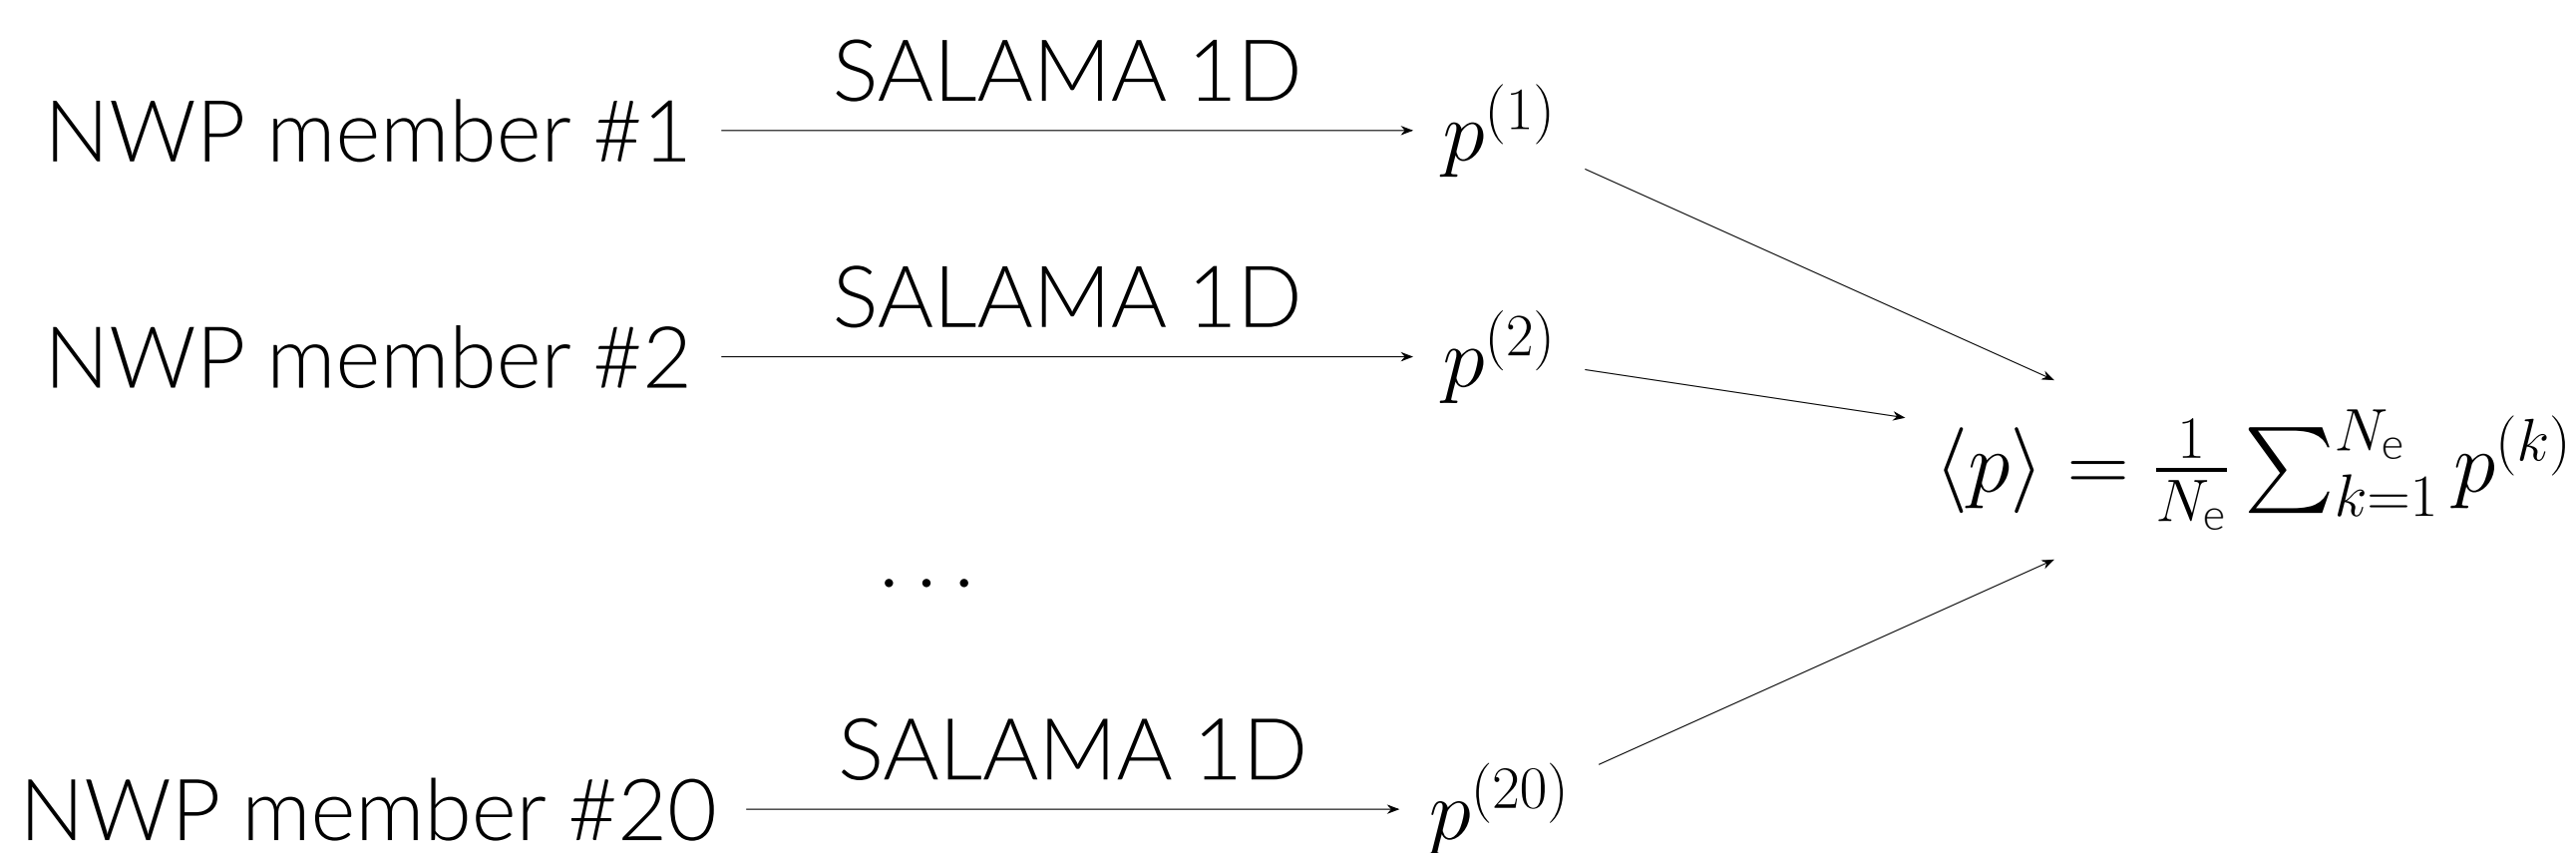 SALAMA 1D
NWP member #1 p^(1)
SALAMA 1D
NWP member #2 p^(2)
⟨p⟩ = 1/N_e ∑_{k=1}^{N_e} p^(k)
...
SALAMA 1D
NWP member #20 p^(20)